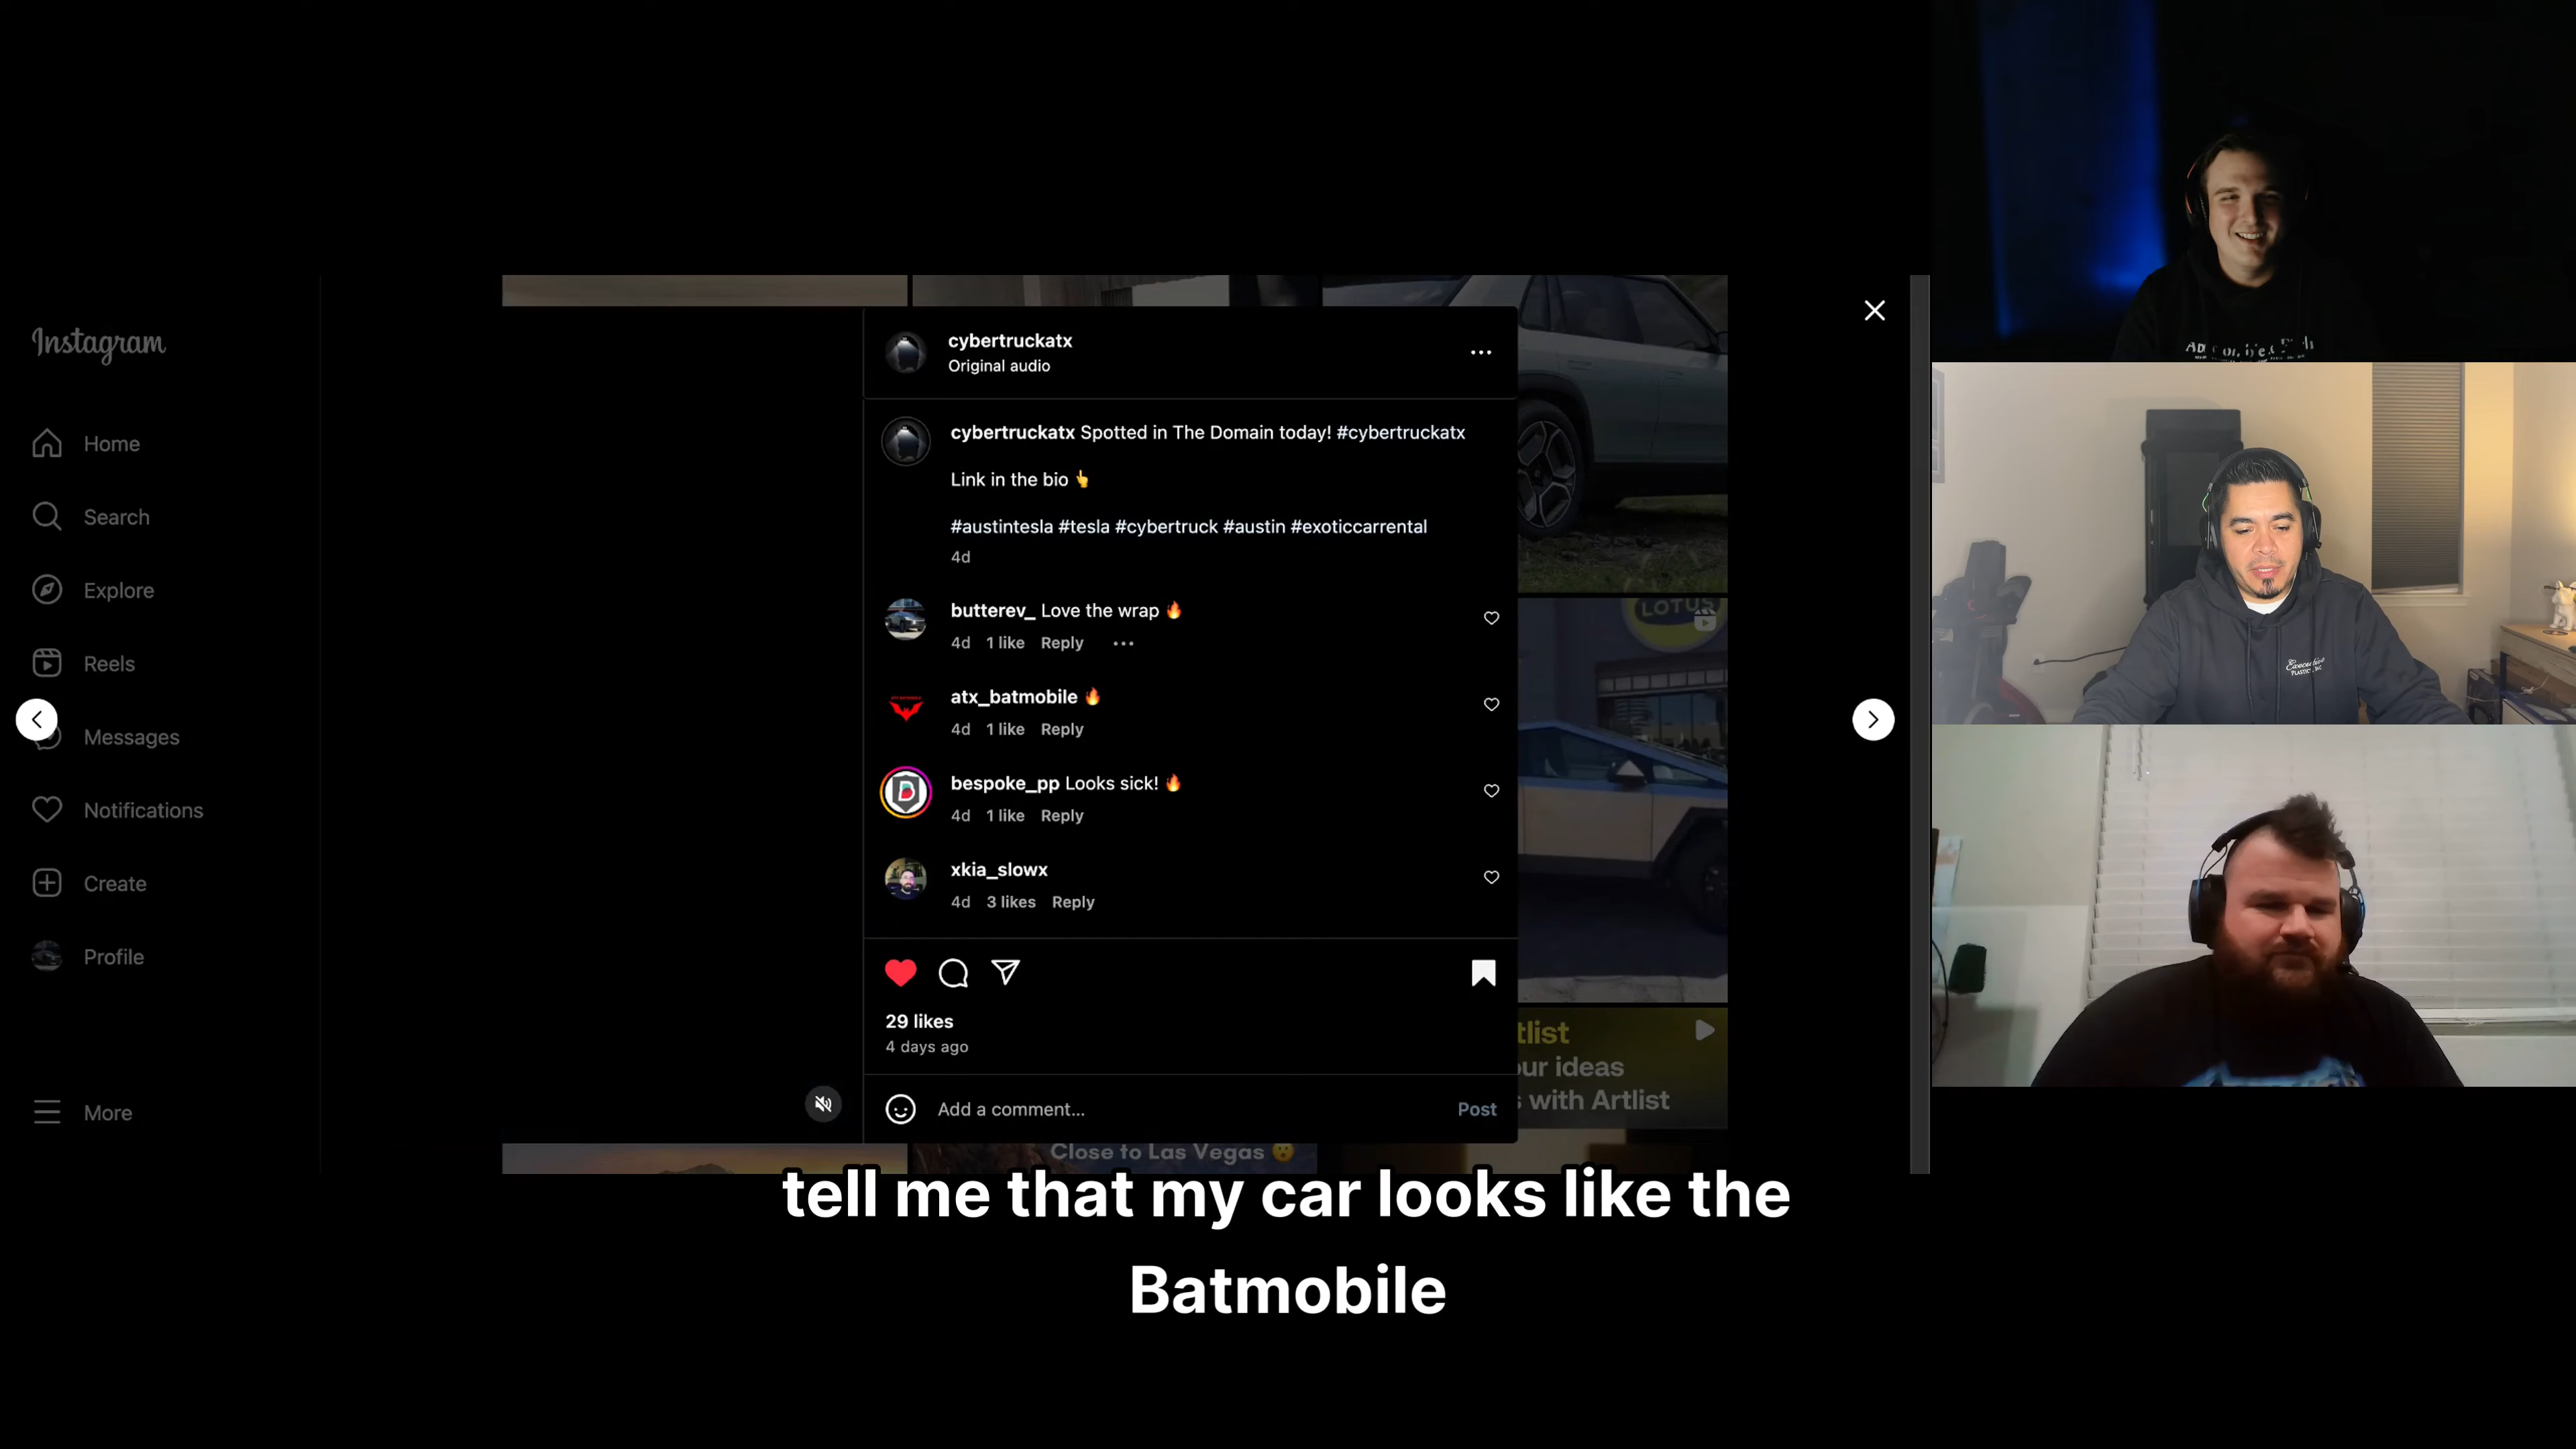 Instagram
Home
Search
Explore
Reels
Messages
Notifications
Create
Profile
More
cybertruckatx
Original audio
cybertruckatx Spotted in The Domain today! #cybertruckatx
Link in the bio 👆
#austintesla #tesla #cybertruck #austin #exoticcarrental
4d
butterev_ Love the wrap 🔥
4d 1 like Reply
atx_batmobile 🔥
4d 1 like Reply
bespoke_pp Looks sick! 🔥
4d 1 like Reply
xkia_slowx
4d 3 likes Reply
29 likes
4 days ago
Add a comment...
Post
LOTUS
tlist
our ideas
with Artlist
Close to Las Vegas 😮
tell me that my car looks like the
Batmobile